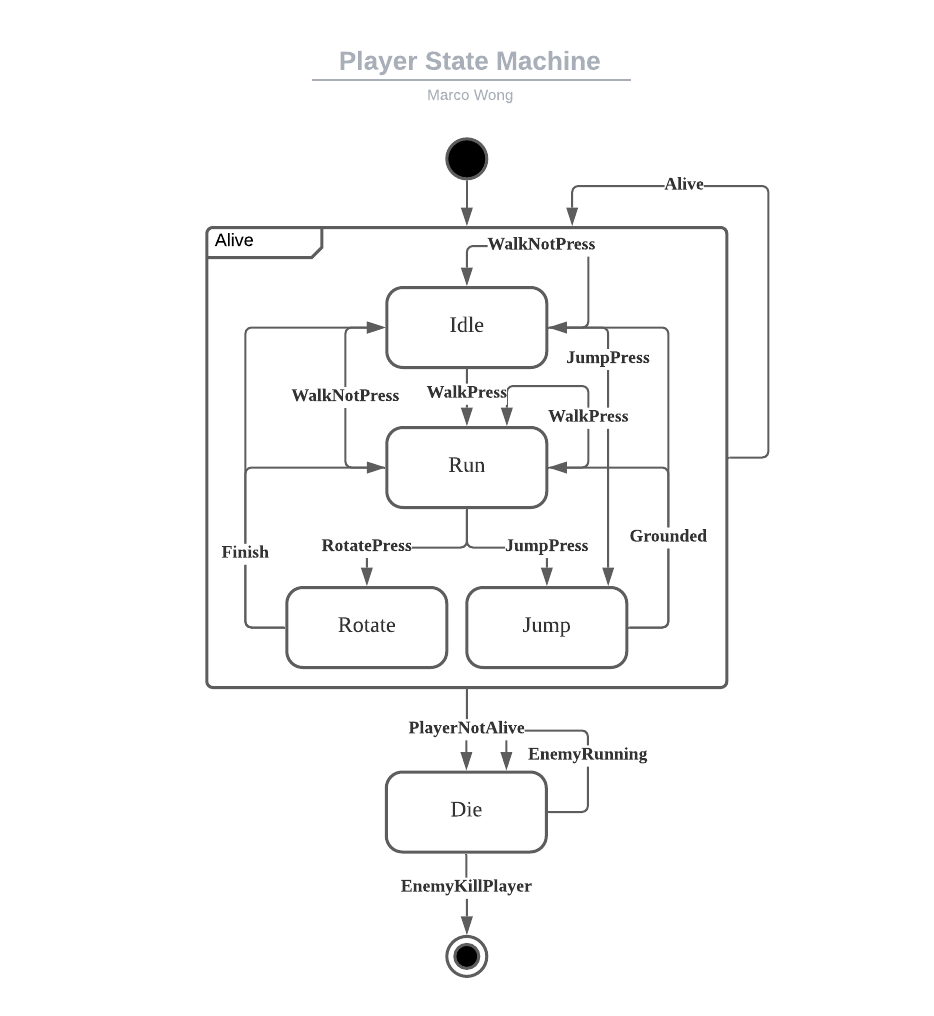 Player State Machine
Marco Wong
Alive
Alive
WalkNotPress
Idle
JumpPress
WalkNotPress
WalkPress
WalkPress
Run
Grounded
RotatePress
JumpPress
Finish
Rotate
Jump
PlayerNotAlive
EnemyRunning
Die
EnemyKillPlayer